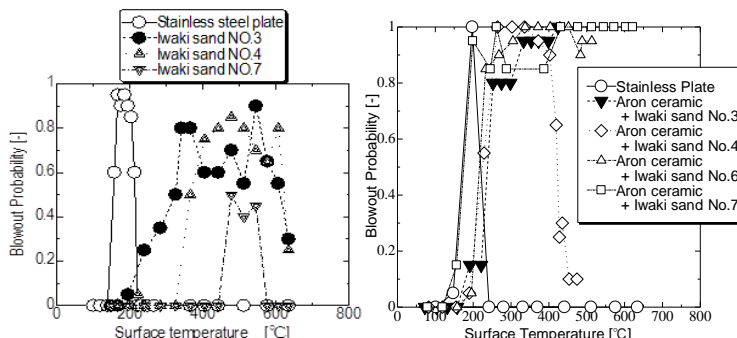 Stainless steel plate
Iwaki sand NO.3
Iwaki sand NO.4
Iwaki sand NO.7
Blowout Probability [-]
1
0.8
0.6
0.4
0.2
0
0
200
400
600
800
Surface temperature [°C]
Stainless Plate
Aron ceramic
+ Iwaki sand No.3
Aron ceramic
+ Iwaki sand No.4
Aron ceramic
+ Iwaki sand No.6
Aron ceramic
+ Iwaki sand No.7
Blowout Probability [-]
1
0.8
0.6
0.4
0.2
0
0
200
400
600
800
Surface Temperature [°C]